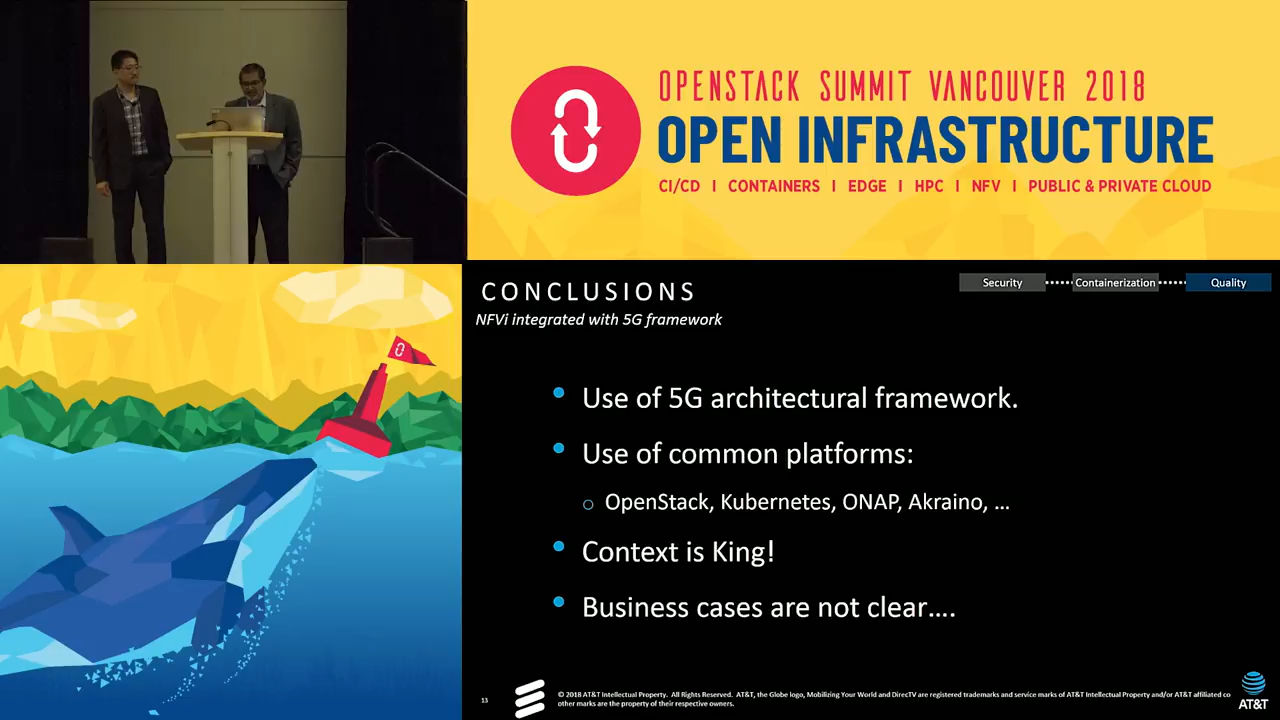 OPENSTACK SUMMIT VANCOUVER 2018
OPEN INFRASTRUCTURE
CI/CD | CONTAINERS | EDGE | HPC | NFV | PUBLIC & PRIVATE CLOUD
CONCLUSIONS
NFVi integrated with 5G framework
Security
Containerization
Quality
• Use of 5G architectural framework.
• Use of common platforms:
o OpenStack, Kubernetes, ONAP, Akraino, ...
• Context is King!
• Business cases are not clear....
13
© 2018 AT&T Intellectual Property. All Rights Reserved. AT&T, the Globe logo, Mobilizing Your World and DirecTV are registered trademarks and service marks of AT&T Intellectual Property and/or AT&T affiliated co
other marks are the property of their respective owners.
AT&T